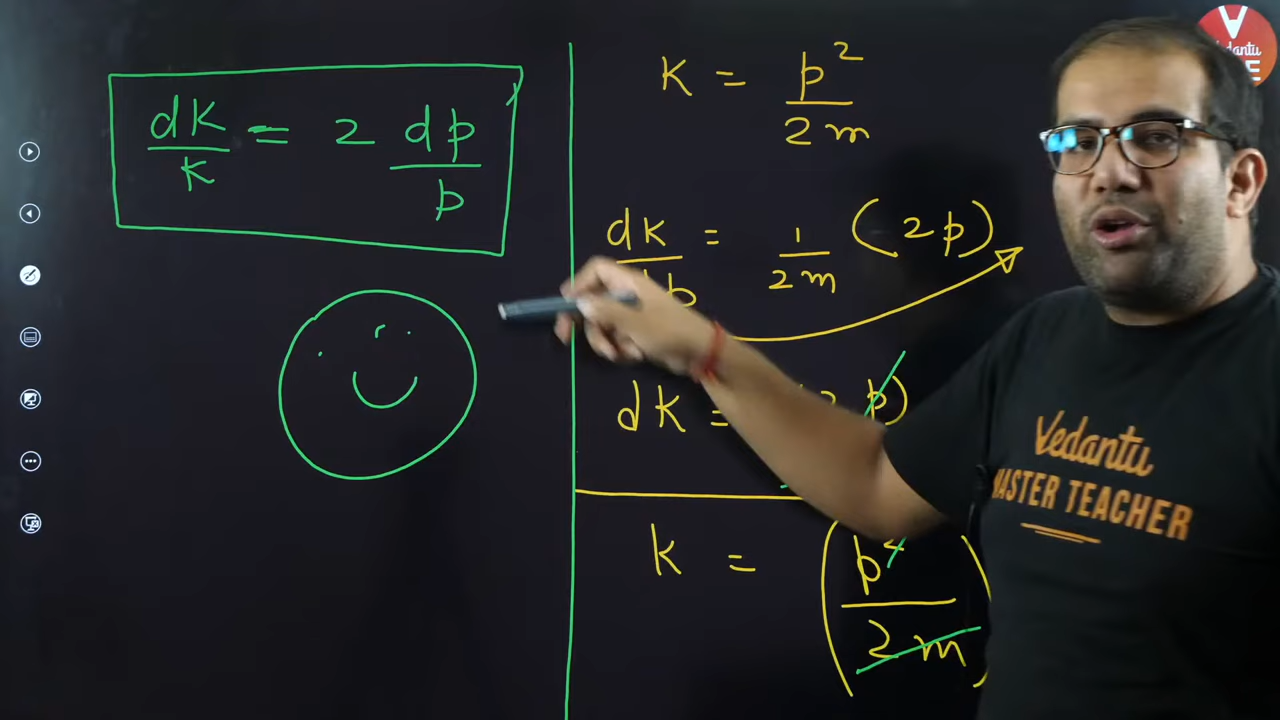 dK/K = 2 dp/p
K = p²/2m
dK = 1/2m (2p)
dK =
p)
K = (p²/2m)
Vedantu
MASTER TEACHER